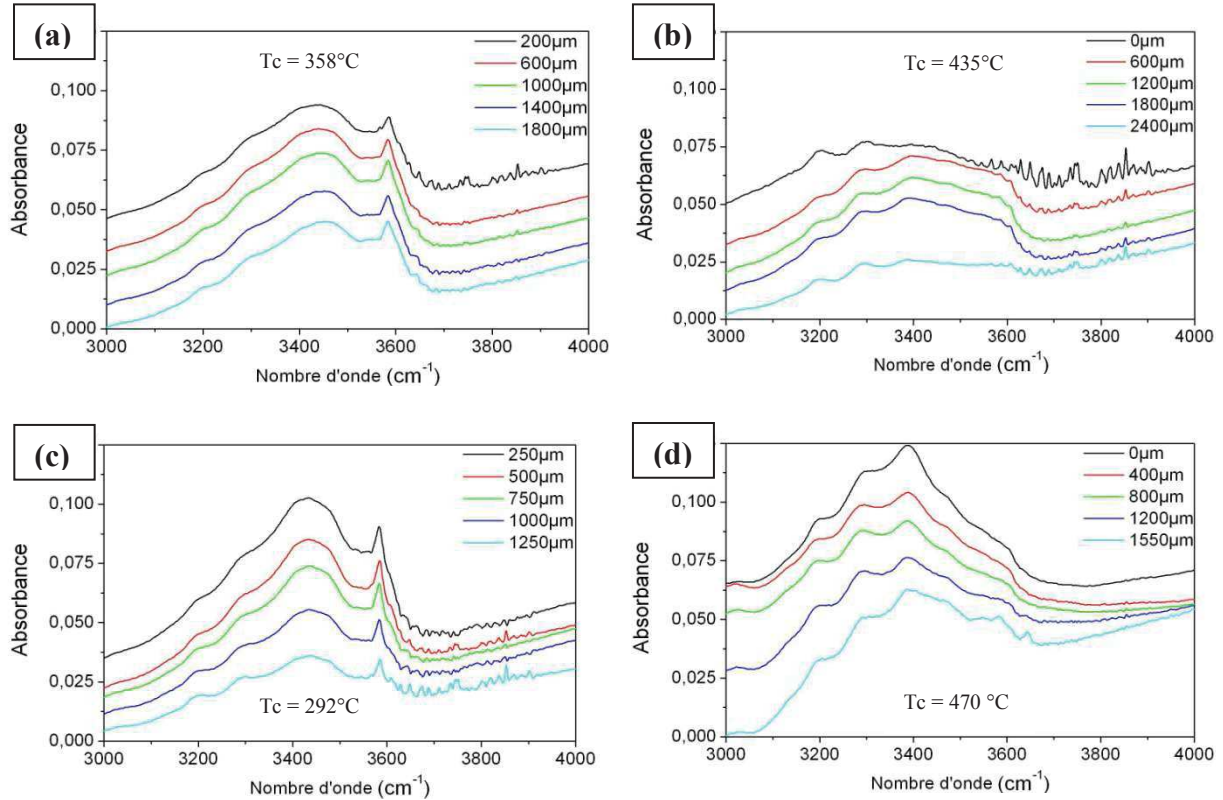 (a)
Tc = 358°C
200µm
600µm
1000µm
1400µm
1800µm
0,100
0,075
0,050
0,025
0,000
Absorbance
3000 3200 3400 3600 3800 4000
Nombre d'onde (cm⁻¹)
(b)
Tc = 435°C
0µm
600µm
1200µm
1800µm
2400µm
0,100
0,075
0,050
0,025
0,000
Absorbance
3000 3200 3400 3600 3800 4000
Nombre d'onde (cm⁻¹)
(c)
250µm
500µm
750µm
1000µm
1250µm
0,100
0,075
0,050
0,025
0,000
Absorbance
Tc = 292°C
3000 3200 3400 3600 3800 4000
Nombre d'onde (cm⁻¹)
(d)
0µm
400µm
800µm
1200µm
1550µm
0,100
0,075
0,050
0,025
0,000
Absorbance
Tc = 470 °C
3000 3200 3400 3600 3800 4000
Nombre d'onde (cm⁻¹)